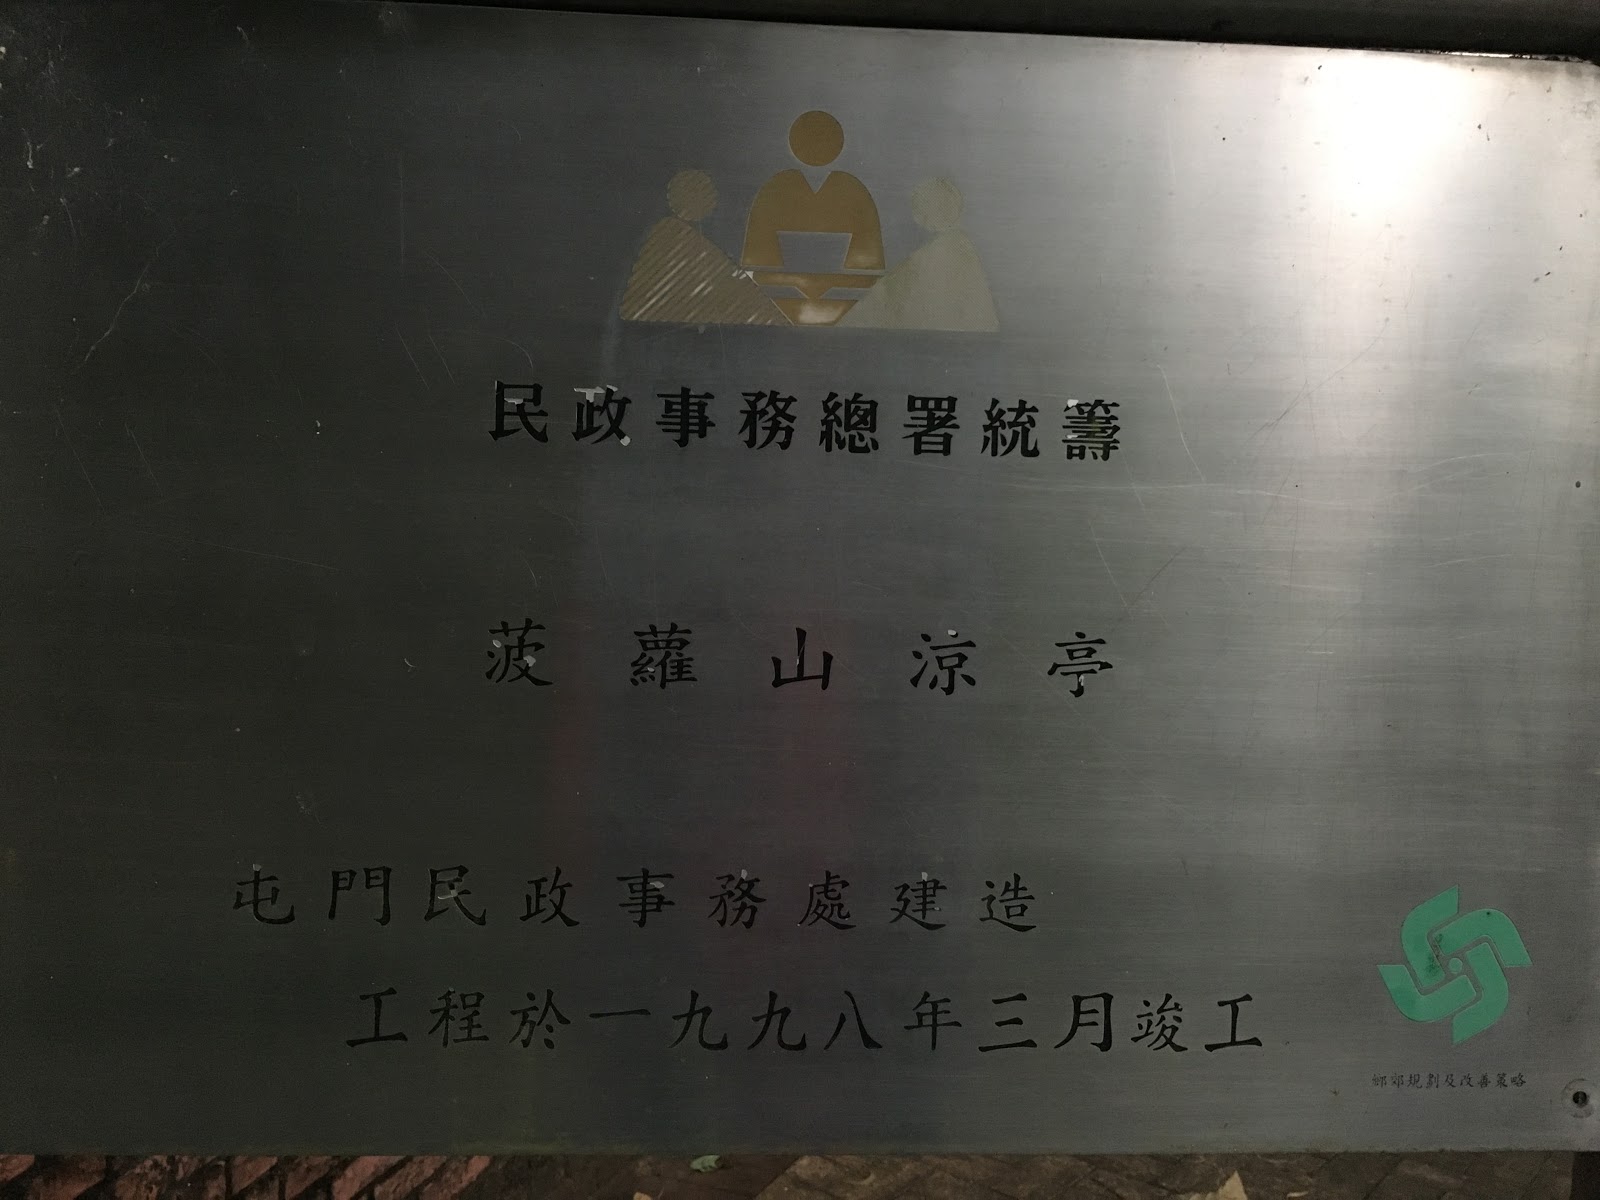 民政事務總署統籌
菠蘿山涼亭
屯門民政事務處建造
工程於一九九八年三月竣工
鄉郊規劃及改善策略